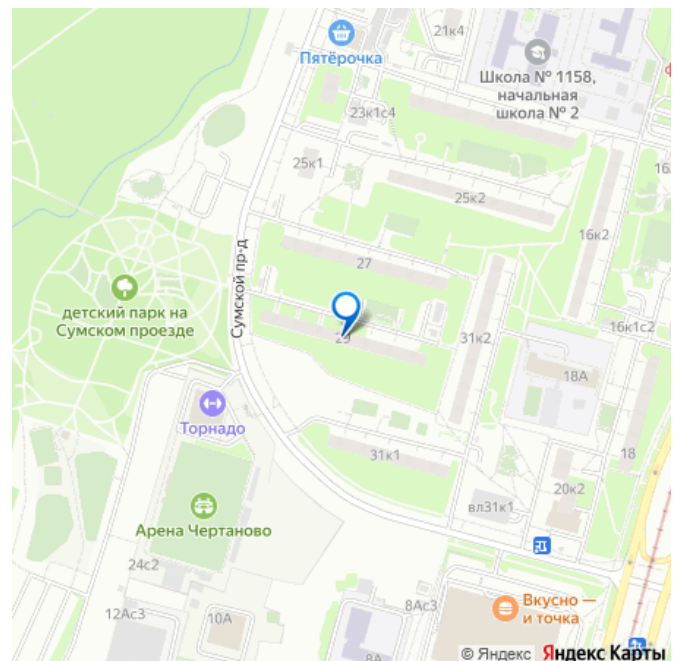 21к4
Пятёрочка
Школа № 1158,
начальная
школа № 2
23к1с4
25к1
25к2
16к2
27
Сумской пр-д
детский парк на
Сумском проезде
31к2
16к1с2
18А
Торнадо
31к1
18
20к2
вл31к1
Арена Чертаново
24с2
12Ас3
10А
8Ас3
8А
Вкусно —
и точка
© Яндекс Яндекс Карты